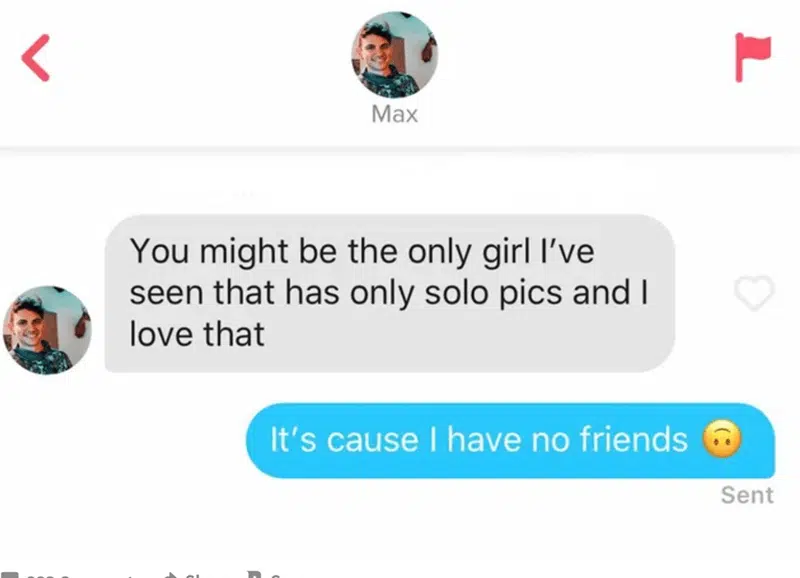 Max
You might be the only girl I've
seen that has only solo pics and I
love that
It's cause I have no friends 🙃
Sent